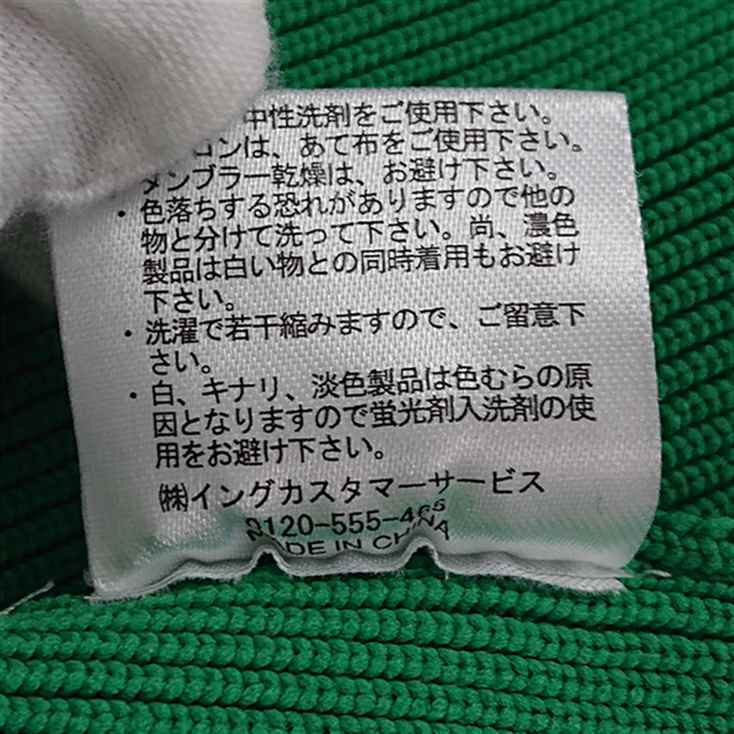 中性洗剤をご使用下さい。
コンは、あて布をご使用下さい。
タンブラー乾燥は、お避け下さい。
・色落ちする恐れがありますので他の
物と分けて洗って下さい。尚、濃色
製品は白い物との同時着用もお避け
下さい。
・洗濯で若干縮みますので、ご留意下
さい。
・白、キナリ、淡色製品は色むらの原
因となりますので蛍光剤入洗剤の使
用をお避け下さい。
㈱イングカスタマーサービス
0120-555-465
MADE IN CHINA